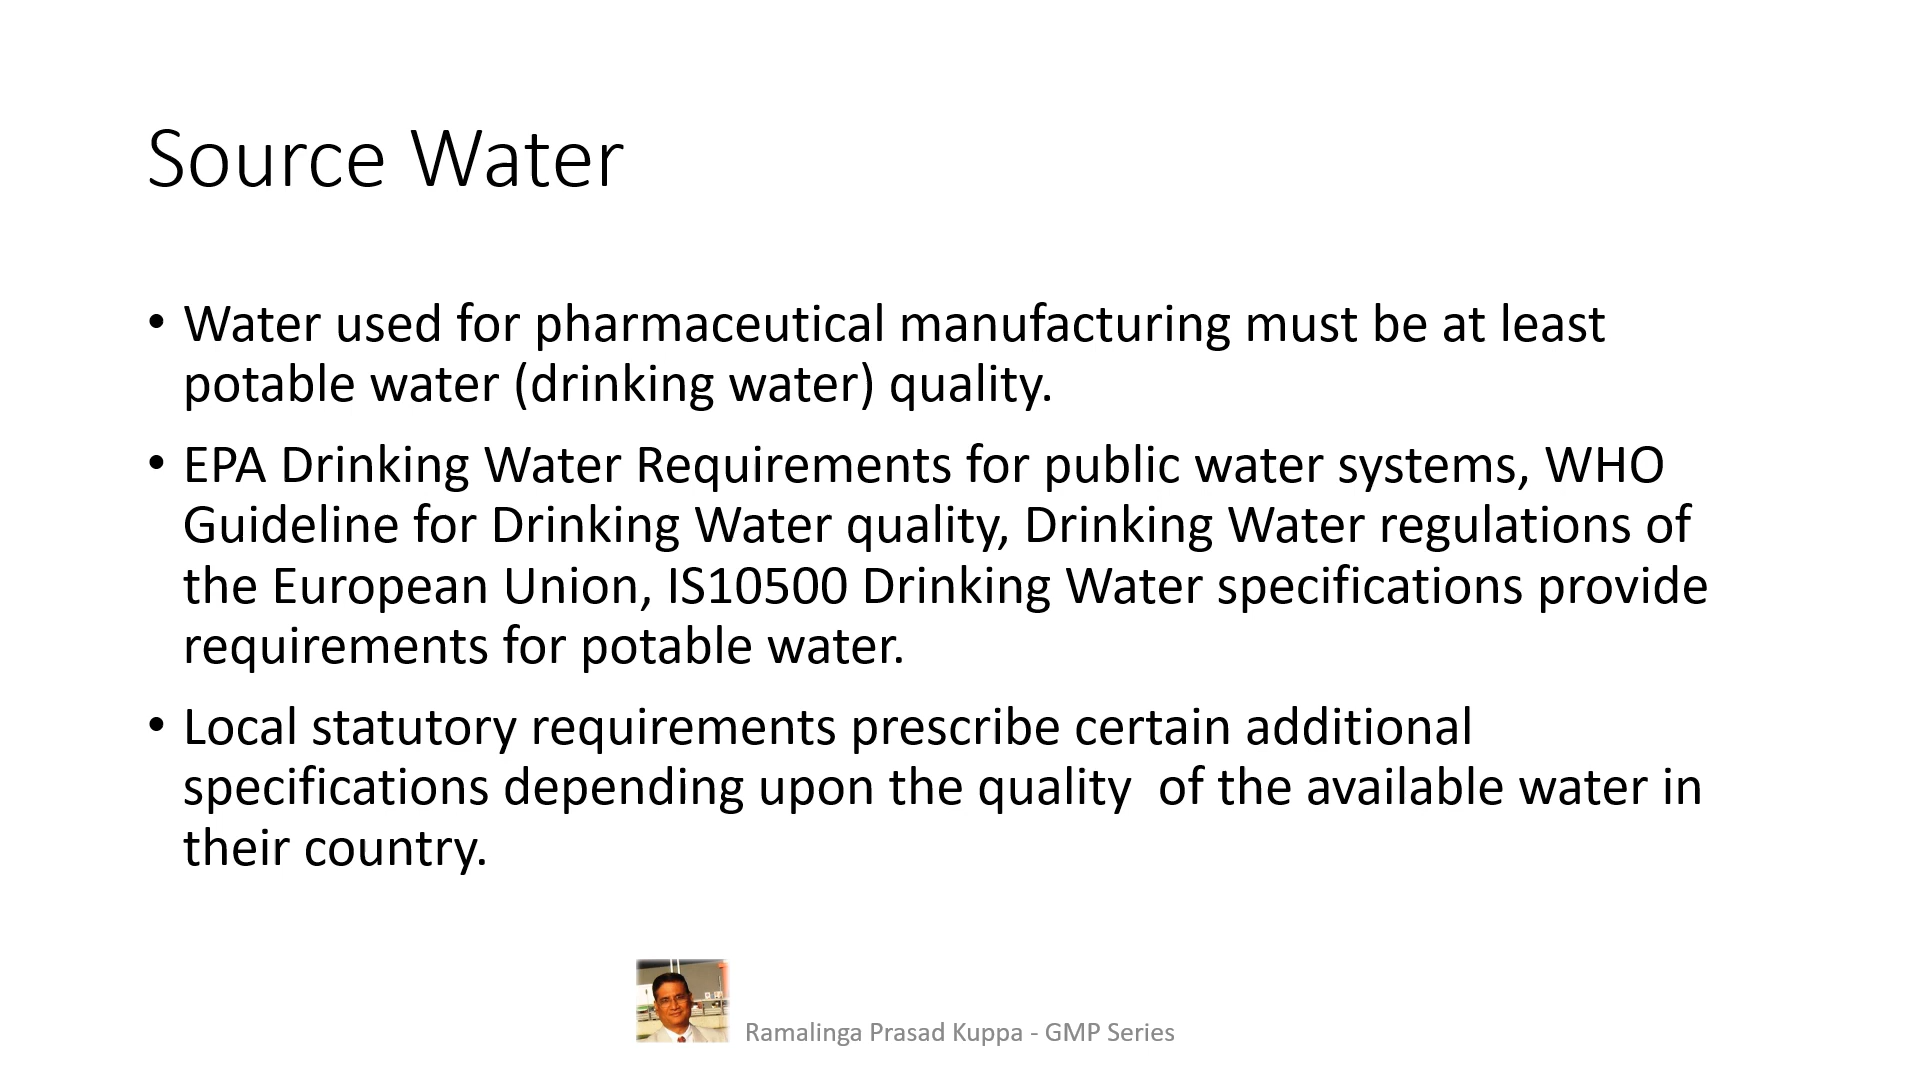 Source Water
• Water used for pharmaceutical manufacturing must be at least
potable water (drinking water) quality.
• EPA Drinking Water Requirements for public water systems, WHO
Guideline for Drinking Water quality, Drinking Water regulations of
the European Union, IS10500 Drinking Water specifications provide
requirements for potable water.
• Local statutory requirements prescribe certain additional
specifications depending upon the quality  of the available water in
their country.
Ramalinga Prasad Kuppa - GMP Series